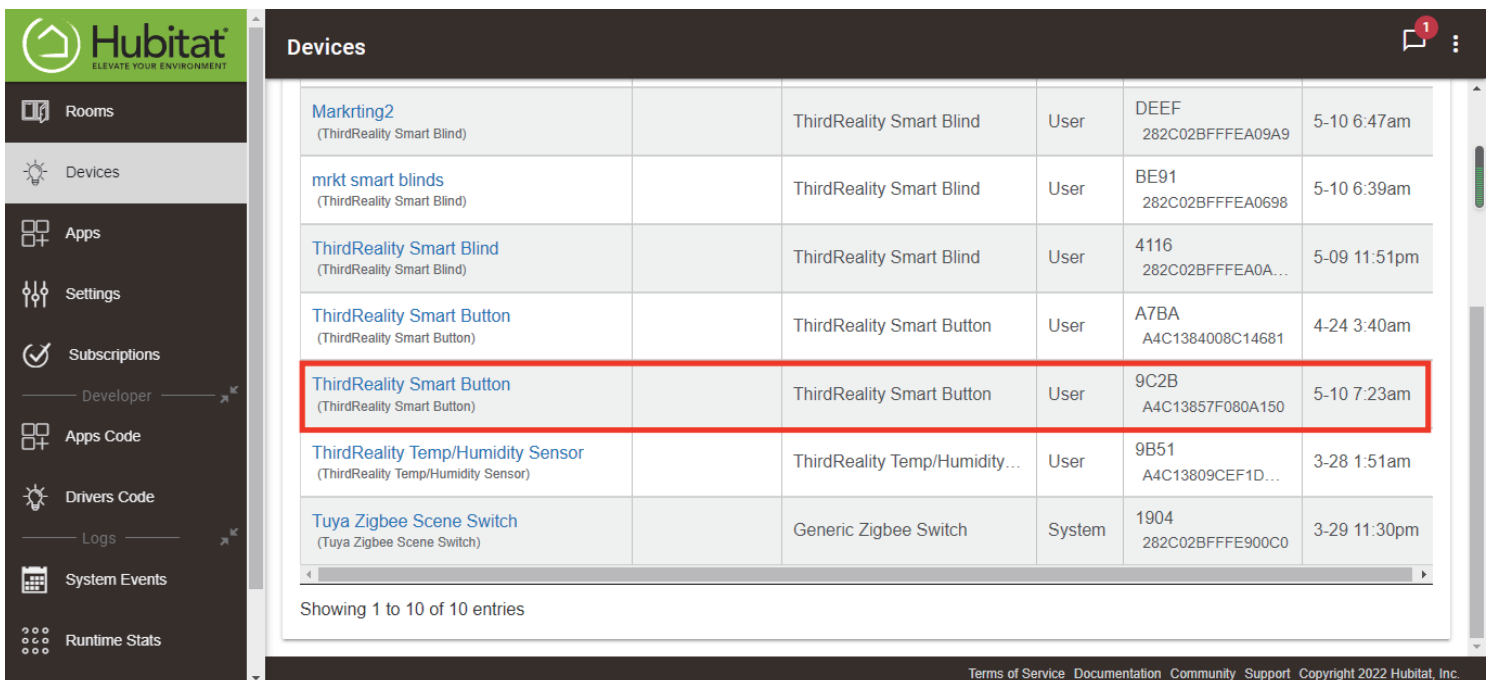 Hubitat®
ELEVATE YOUR ENVIRONMENT
Devices
1
Rooms
Devices
Apps
Settings
Subscriptions
Developer
Apps Code
Drivers Code
Logs
System Events
Runtime Stats
Markrting2
(ThirdReality Smart Blind)
ThirdReality Smart Blind
User
DEEF
282C02BFFFEA09A9
5-10 6:47am
mrkt smart blinds
(ThirdReality Smart Blind)
ThirdReality Smart Blind
User
BE91
282C02BFFFEA0698
5-10 6:39am
ThirdReality Smart Blind
(ThirdReality Smart Blind)
ThirdReality Smart Blind
User
4116
282C02BFFFEA0A...
5-09 11:51pm
ThirdReality Smart Button
(ThirdReality Smart Button)
ThirdReality Smart Button
User
A7BA
A4C1384008C14681
4-24 3:40am
ThirdReality Smart Button
(ThirdReality Smart Button)
ThirdReality Smart Button
User
9C2B
A4C13857F080A150
5-10 7:23am
ThirdReality Temp/Humidity Sensor
(ThirdReality Temp/Humidity Sensor)
ThirdReality Temp/Humidity...
User
9B51
A4C13809CEF1D...
3-28 1:51am
Tuya Zigbee Scene Switch
(Tuya Zigbee Scene Switch)
Generic Zigbee Switch
System
1904
282C02BFFFE900C0
3-29 11:30pm
Showing 1 to 10 of 10 entries
Terms of Service Documentation Community Support Copyright 2022 Hubitat, Inc.